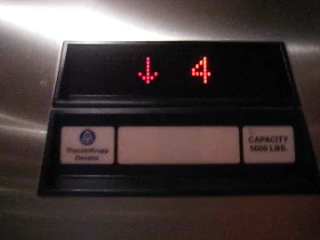 ↓ 4
ThyssenKrupp
Elevator
CAPACITY
5000 LBS.